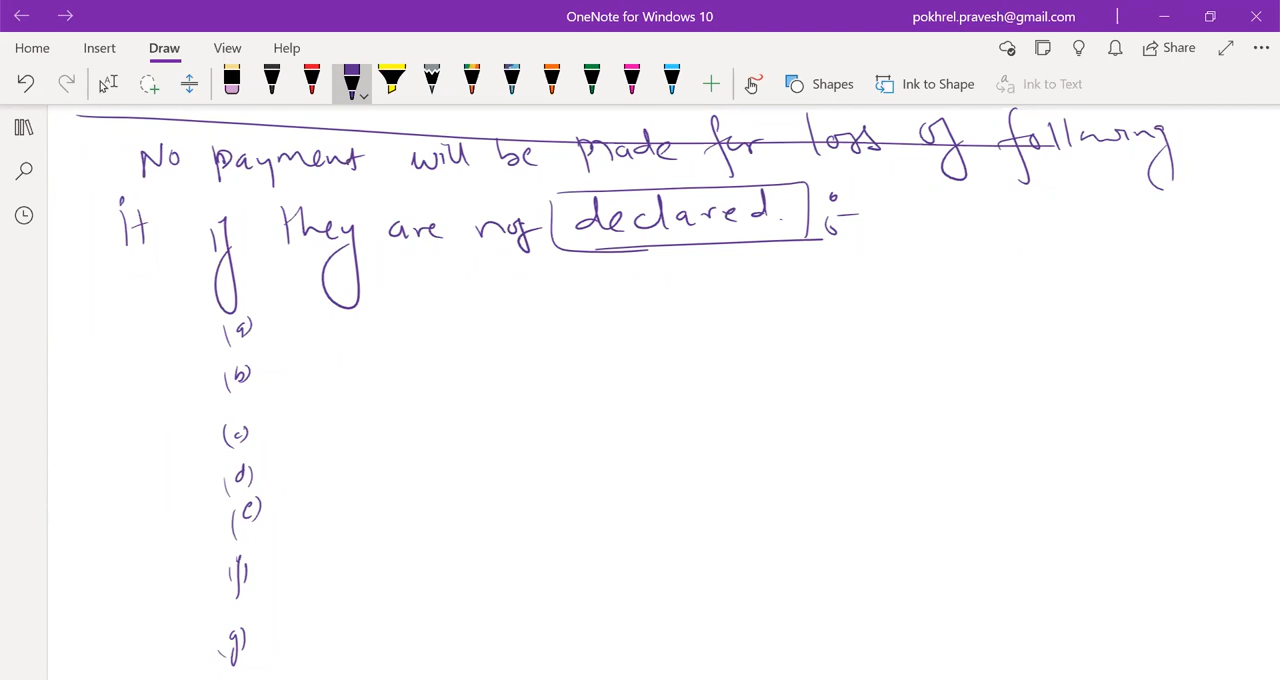 OneNote for Windows 10
pokhrel.pravesh@gmail.com
Home Insert Draw View Help
Share
Shapes
Ink to Shape
Ink to Text
No payment will be made for loss of following
it if they are not declared. :-
(a)
(b)
(c)
(d)
(e)
(f)
(g)